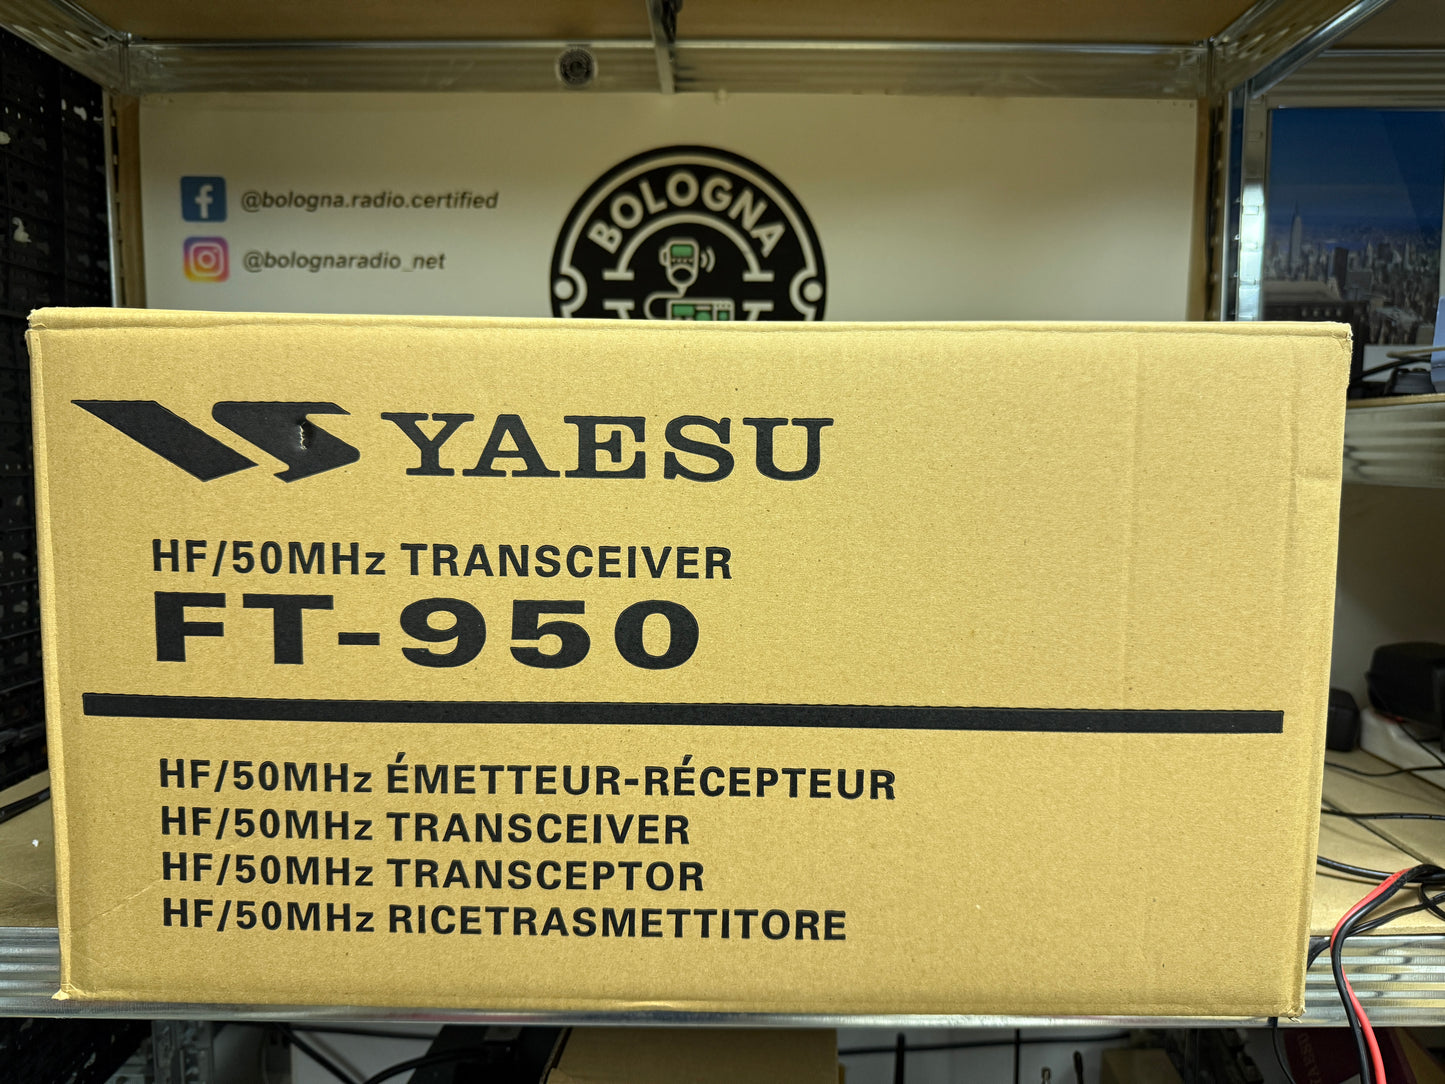 @bologna.radio.certified
@bolognaradio_net
BOLOGNA
YAESU
HF/50MHz TRANSCEIVER
FT-950
HF/50MHz ÉMETTEUR-RÉCEPTEUR
HF/50MHz TRANSCEIVER
HF/50MHz TRANSCEPTOR
HF/50MHz RICETRASMETTITORE